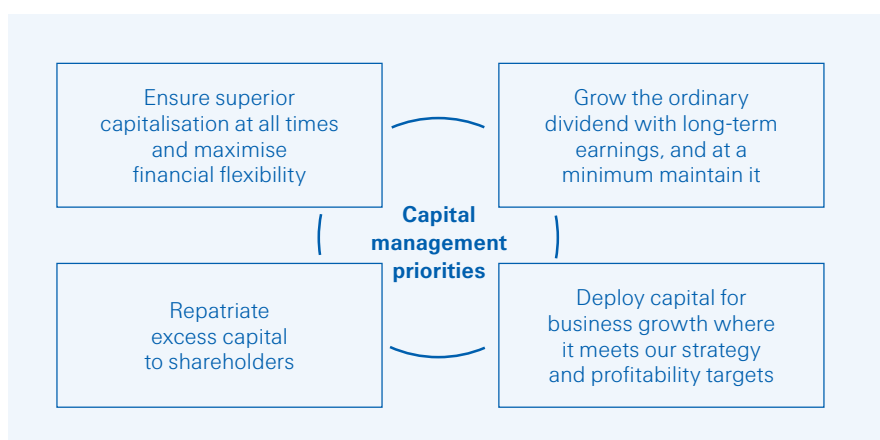 Ensure superior
capitalisation at all times
and maximise
financial flexibility
Grow the ordinary
dividend with long-term
earnings, and at a
minimum maintain it
Capital
management
priorities
Repatriate
excess capital
to shareholders
Deploy capital for
business growth where
it meets our strategy
and profitability targets